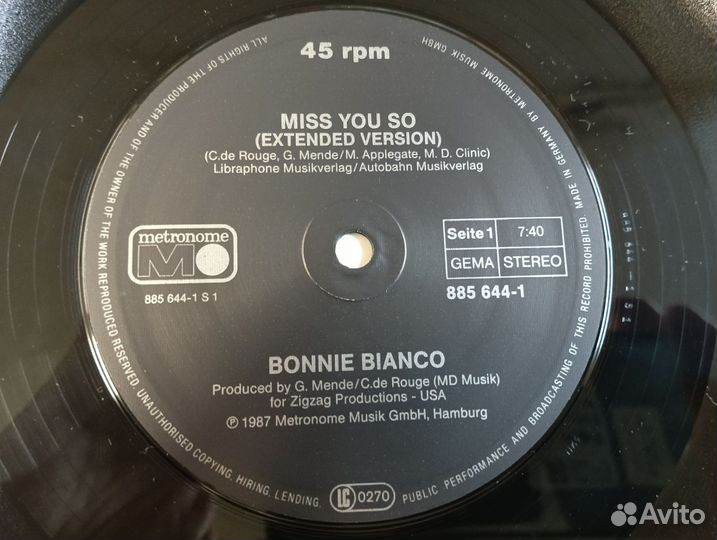 45 rpm
MISS YOU SO
(EXTENDED VERSION)
(C.de Rouge, G. Mende/M. Applegate, M. D. Clinic)
Libraphone Musikverlag/Autobahn Musikverlag
metronome
M
885 644-1 S 1
Seite 1 7:40
GEMA STEREO
885 644-1
BONNIE BIANCO
Produced by G. Mende/C.de Rouge (MD Musik)
for Zigzag Productions - USA
℗ 1987 Metronome Musik GmbH, Hamburg
LC 0270
ALL RIGHTS OF THE PRODUCER AND OF THE OWNER OF THE WORK REPRODUCED RESERVED. UNAUTHORISED COPYING, HIRING, LENDING, PUBLIC PERFORMANCE AND BROADCASTING OF THIS RECORD PROHIBITED. MADE IN GERMANY BY METRONOME MUSIK GMBH
Avito